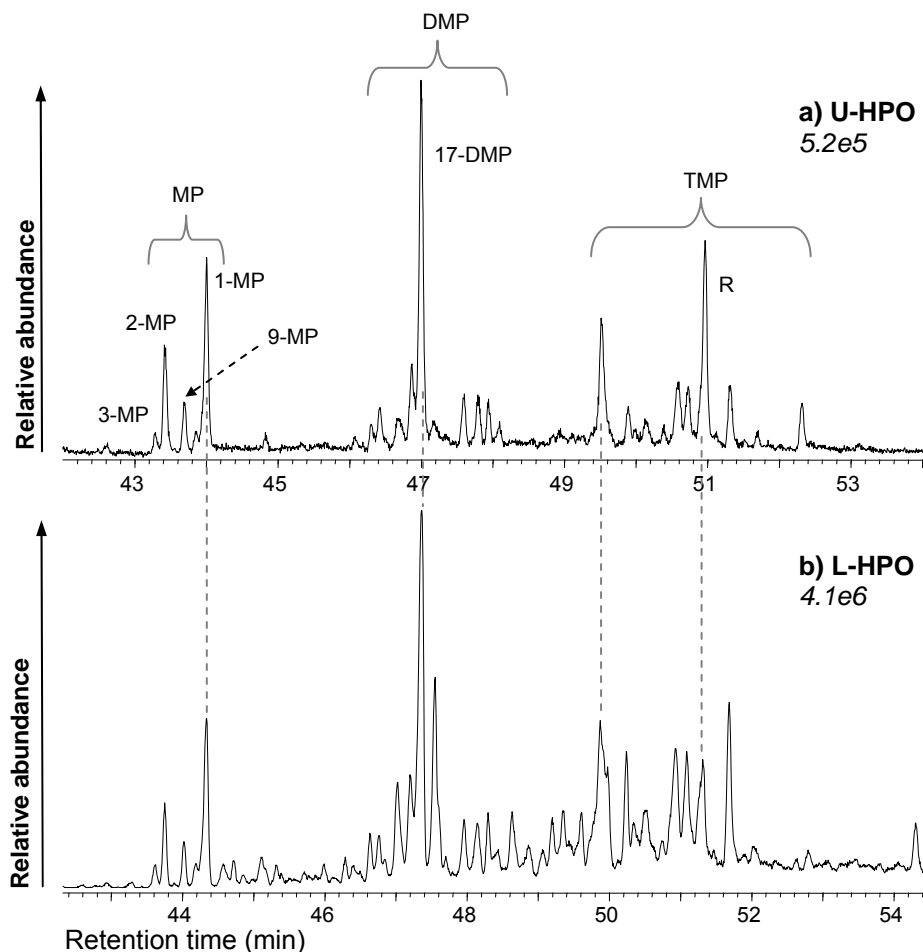 DMP
a) U-HPO
5.2e5
17-DMP
TMP
MP
1-MP
R
2-MP
9-MP
3-MP
Relative abundance
43 45 47 49 51 53
b) L-HPO
4.1e6
Relative abundance
44 46 48 50 52 54
Retention time (min)